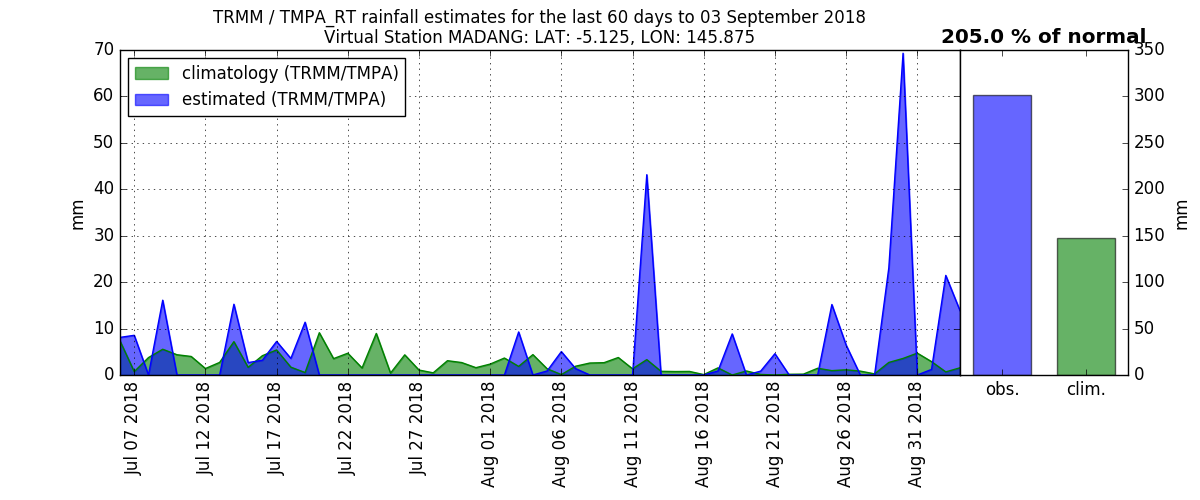 TRMM / TMPA_RT rainfall estimates for the last 60 days to 03 September 2018
Virtual Station MADANG: LAT: -5.125, LON: 145.875
205.0 % of normal
climatology (TRMM/TMPA)
estimated (TRMM/TMPA)
mm
70
60
50
40
30
20
10
0
Jul 07 2018
Jul 12 2018
Jul 17 2018
Jul 22 2018
Jul 27 2018
Aug 01 2018
Aug 06 2018
Aug 11 2018
Aug 16 2018
Aug 21 2018
Aug 26 2018
Aug 31 2018
obs.
clim.
350
300
250
200
150
100
50
0
mm